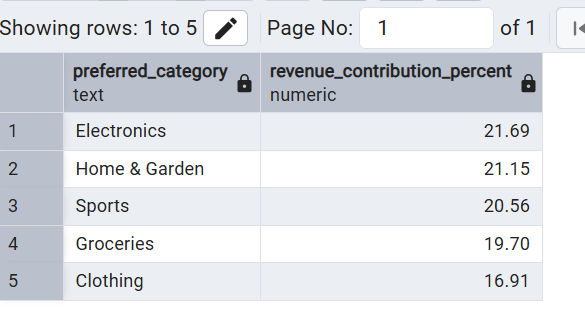 Showing rows: 1 to 5 Page No: 1 of 1
preferred_category revenue_contribution_percent
text numeric
1 Electronics 21.69
2 Home & Garden 21.15
3 Sports 20.56
4 Groceries 19.70
5 Clothing 16.91